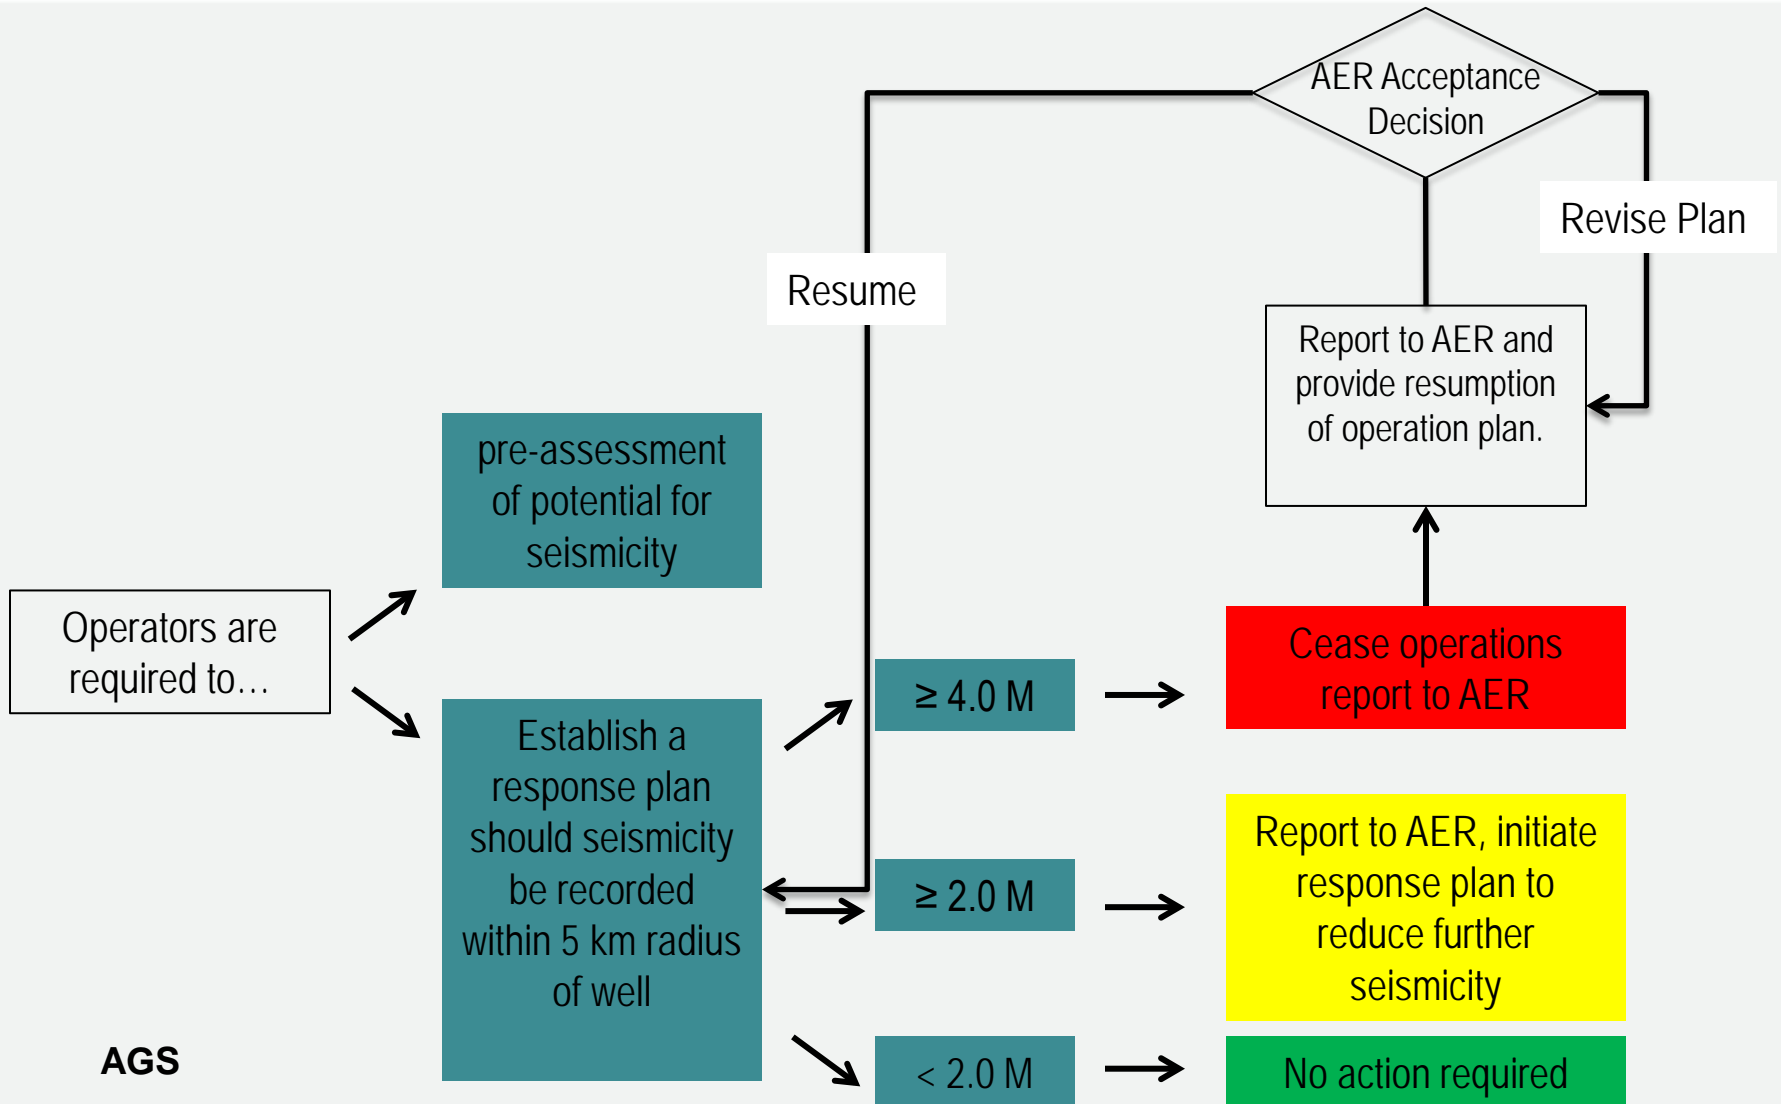 AER Acceptance
Decision
Revise Plan
Resume
Report to AER and
provide resumption
of operation plan.
pre-assessment
of potential for
seismicity
Operators are
required to...
Establish a
response plan
should seismicity
be recorded
within 5 km radius
of well
≥ 4.0 M
Cease operations
report to AER
≥ 2.0 M
Report to AER, initiate
response plan to
reduce further
seismicity
< 2.0 M
No action required
AGS